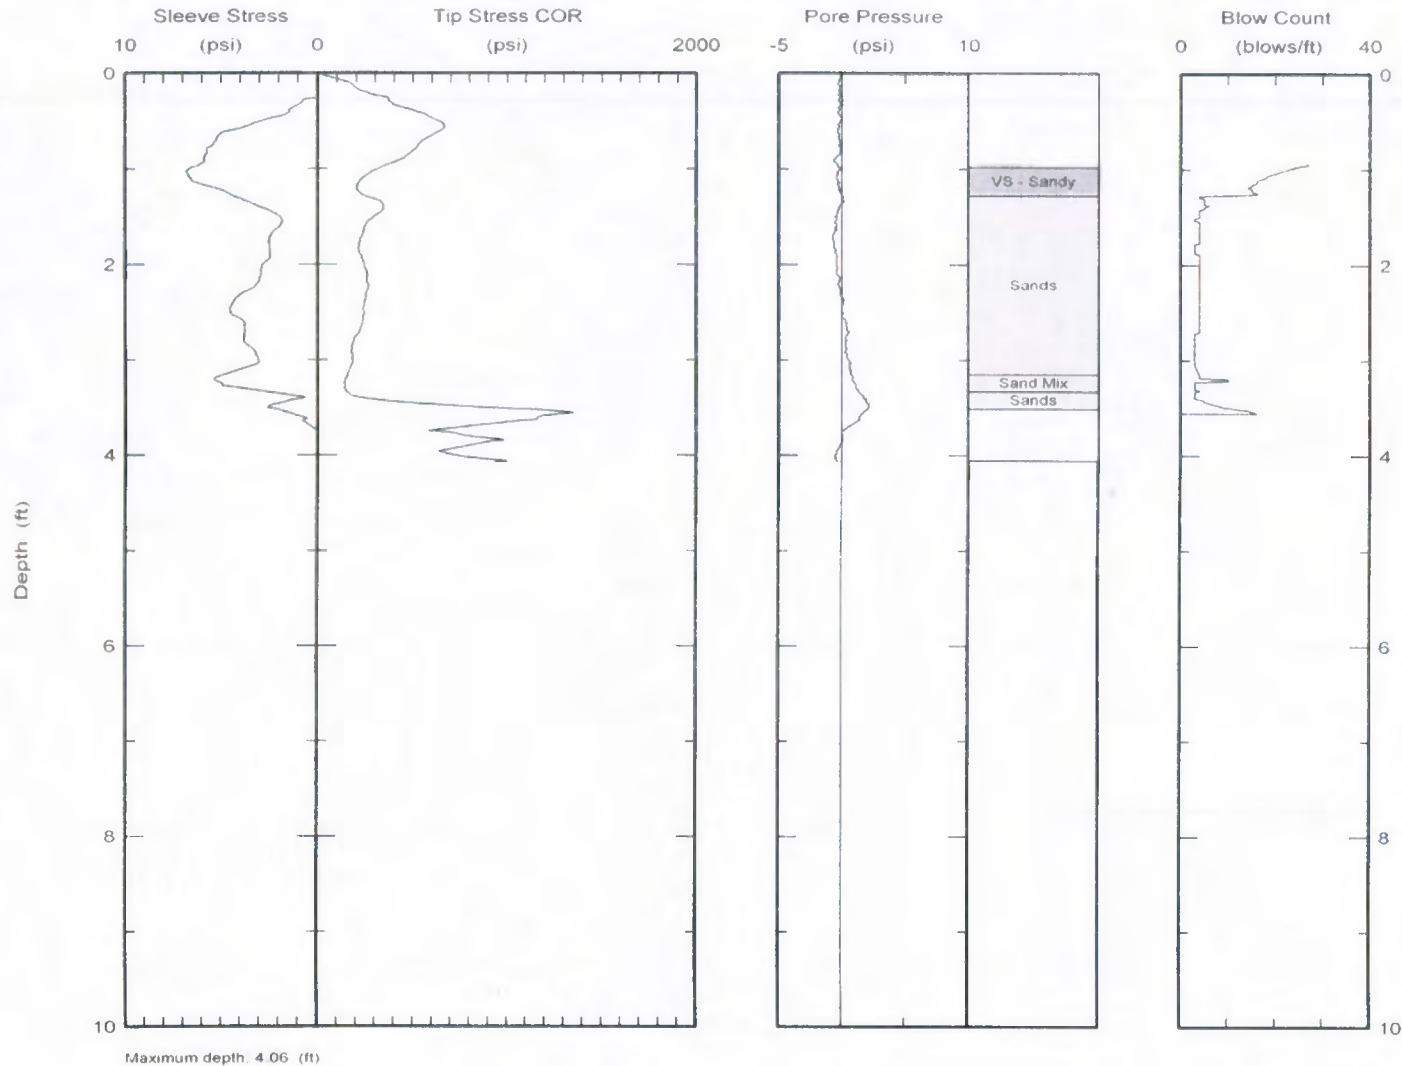 Sleeve Stress Tip Stress COR Pore Pressure Blow Count
10 (psi) 0 (psi) 2000 -5 (psi) 10 0 (blows/ft) 40
0 0
VS - Sandy
2 2
Sands
Sand Mix
Sands
4 4
Depth (ft)
6 6
8 8
10 10
Maximum depth: 4.06 (ft)